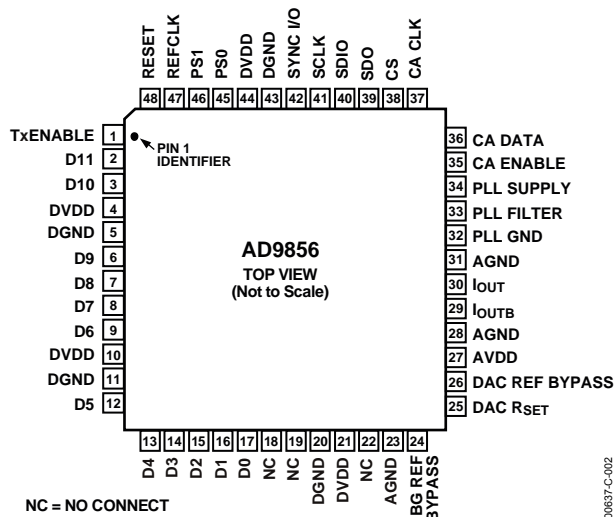 RESET
REFCLK
PS1
PS0
DVDD
DGND
SYNC I/O
SCLK
SDIO
SDO
CS
CA CLK
48 47 46 45 44 43 42 41 40 39 38 37
TxENABLE 1
D11 2
D10 3
DVDD 4
DGND 5
D9 6
D8 7
D7 8
D6 9
DVDD 10
DGND 11
D5 12
PIN 1
IDENTIFIER
AD9856
TOP VIEW
(Not to Scale)
36 CA DATA
35 CA ENABLE
34 PLL SUPPLY
33 PLL FILTER
32 PLL GND
31 AGND
30 IOUT
29 IOUTB
28 AGND
27 AVDD
26 DAC REF BYPASS
25 DAC RSET
13 14 15 16 17 18 19 20 21 22 23 24
D4
D3
D2
D1
D0
NC
NC
DGND
DVDD
NC
AGND
BG REF
BYPASS
NC = NO CONNECT
00637-C-002